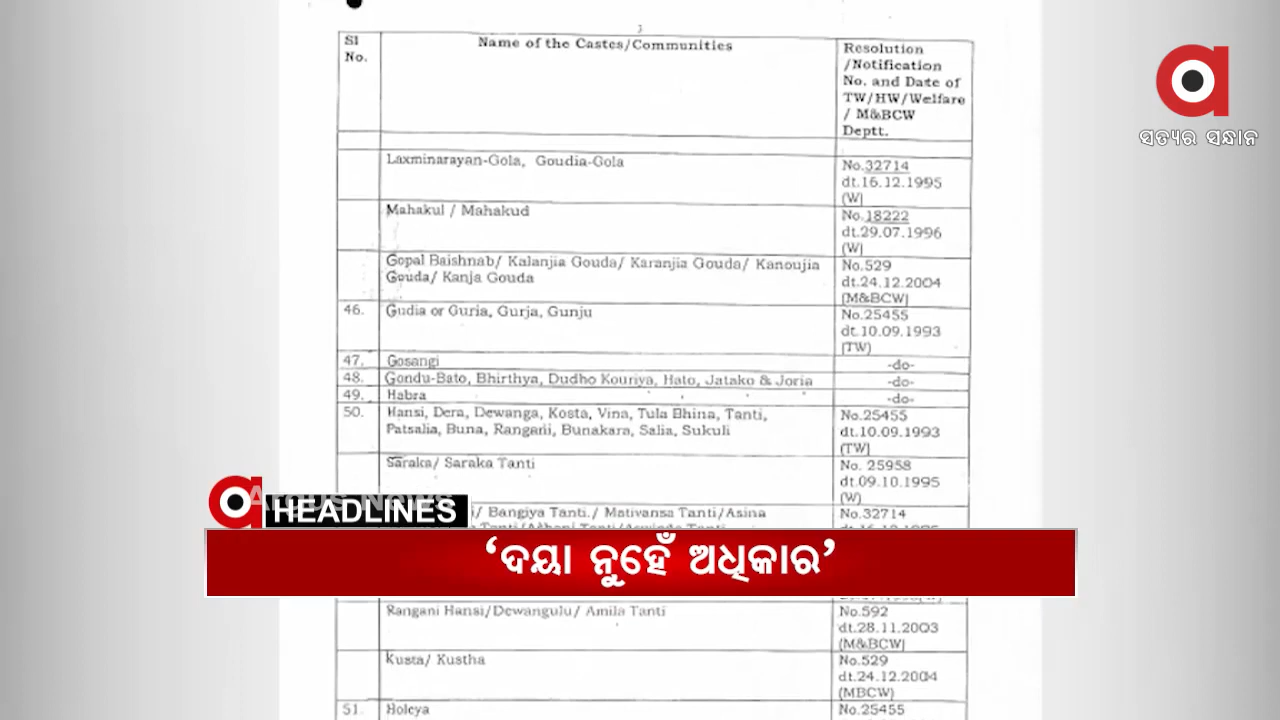 3
Sl
No.
Name of the Castes/Communities
Resolution
/Notification
No. and Date of
TW/HW/Welfare
/ M&BCW
Deptt.
ସତ୍ୟର ସନ୍ଧାନ
Laxminarayan-Gola, Goudia-Gola
No.32714
dt.16.12.1995
(W)
Mahakul / Mahakud
No.18222
dt.29.07.1996
(W)
Gopal Baishnab/ Kalanjia Gouda/ Karanjia Gouda/ Kanoujia
Gouda/ Kanja Gouda
No.529
dt.24.12.2004
(M&BCW)
46.
Gudia or Guria, Gurja, Gunju
No.25455
dt.10.09.1993
(TW)
47. Gosangi -do-
48. Gondu-Bato, Bhirthya, Dudho Kouriya, Hato, Jatako & Joria -do-
49. Habra -do-
50.
Hansi, Dera, Dewanga, Kosta, Vina, Tula Bhina, Tanti,
Patsalia, Buna, Rangani, Bunakara, Salia, Sukuli
No.25455
dt.10.09.1993
(TW)
Saraka/ Saraka Tanti
No. 25958
dt.09.10.1995
(W)
/ Bangiya Tanti./ Mativansa Tanti/Asina
No.32714
HEADLINES
‘ଦୟା ନୁହେଁ ଅଧିକାର’
Rangani Hansi/Dewangulu/ Amila Tanti
No.592
dt.28.11.2003
(M&BCW)
Kusta/ Kustha
No.529
dt.24.12.2004
(MBCW)
51. Holeya No.25455